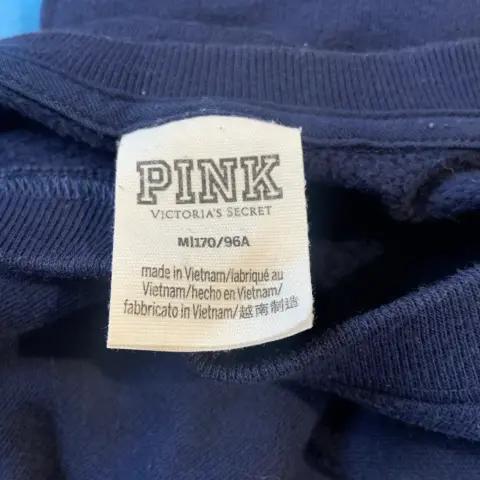 PINK
VICTORIA'S SECRET
M|170/96A
made in Vietnam/fabriqué au
Vietnam/hecho en Vietnam/
fabbricato in Vietnam/越南制造